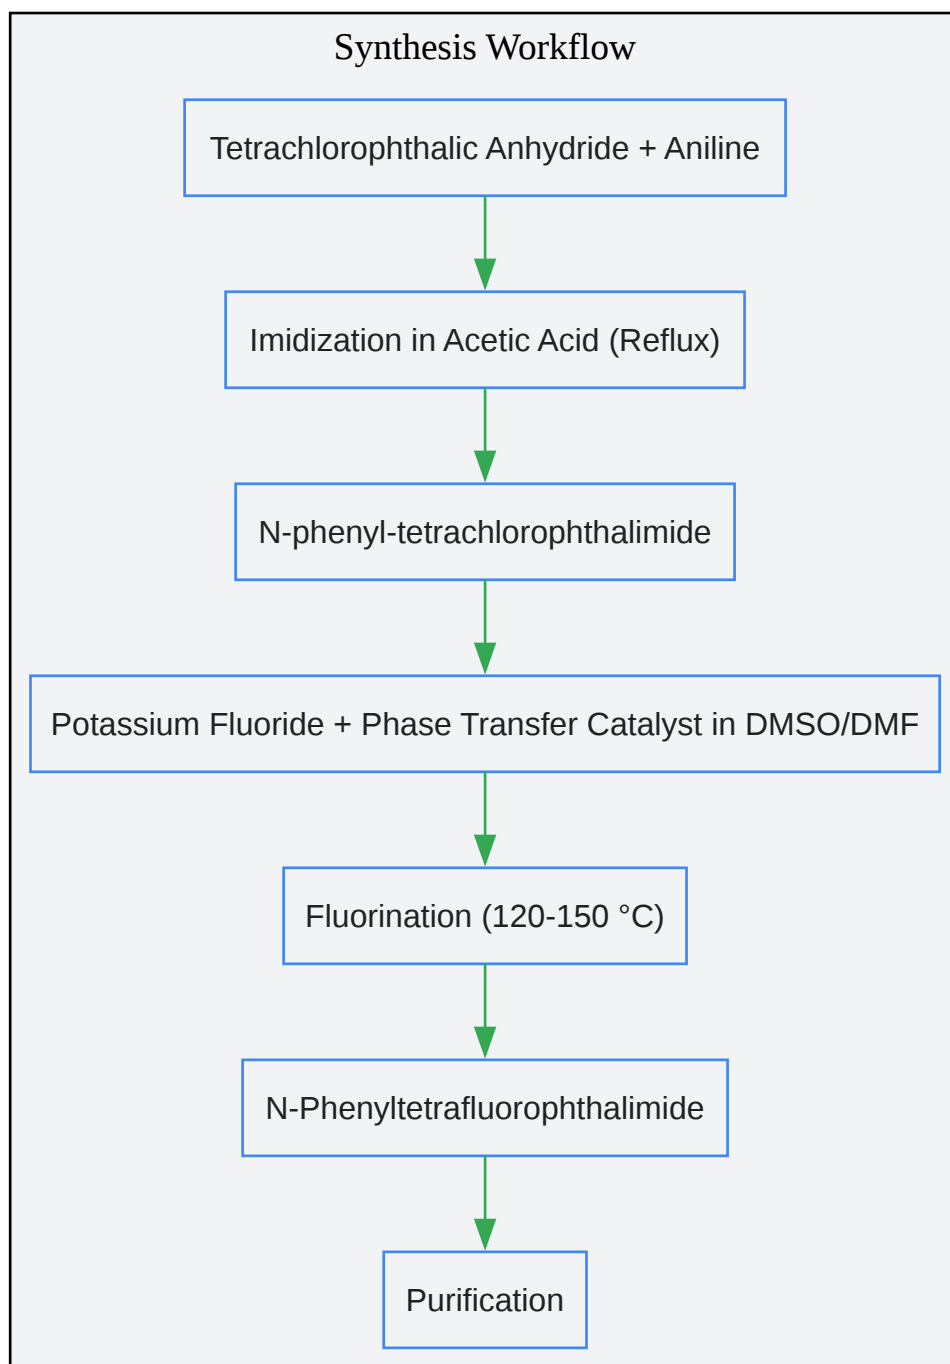 Synthesis Workflow
Tetrachlorophthalic Anhydride + Aniline
Imidization in Acetic Acid (Reflux)
N-phenyl-tetrachlorophthalimide
Potassium Fluoride + Phase Transfer Catalyst in DMSO/DMF
Fluorination (120-150 °C)
N-Phenyltetrafluorophthalimide
Purification